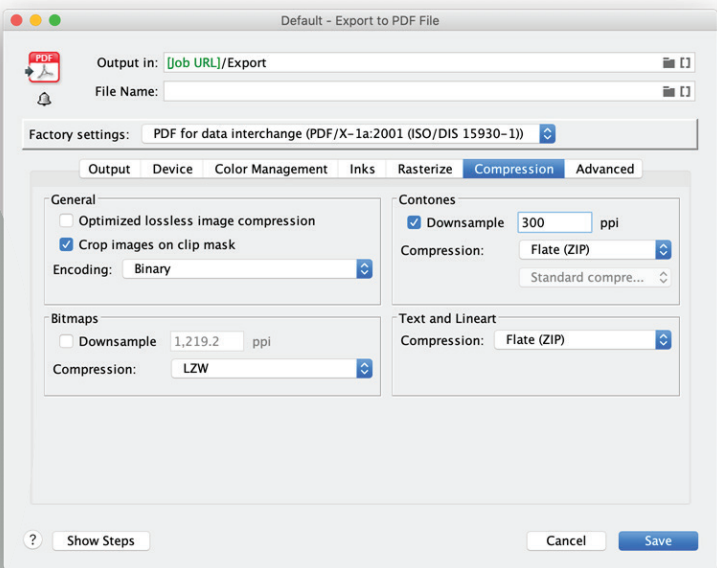 Default - Export to PDF File
PDF
Output in: [Job URL]/Export
File Name:
Factory settings: PDF for data interchange (PDF/X-1a:2001 (ISO/DIS 15930-1))
Output Device Color Management Inks Rasterize Compression Advanced
General
Optimized lossless image compression
Crop images on clip mask
Encoding: Binary
Contones
Downsample 300 ppi
Compression: Flate (ZIP)
Standard compre...
Bitmaps
Downsample 1,219.2 ppi
Compression: LZW
Text and Lineart
Compression: Flate (ZIP)
? Show Steps Cancel Save